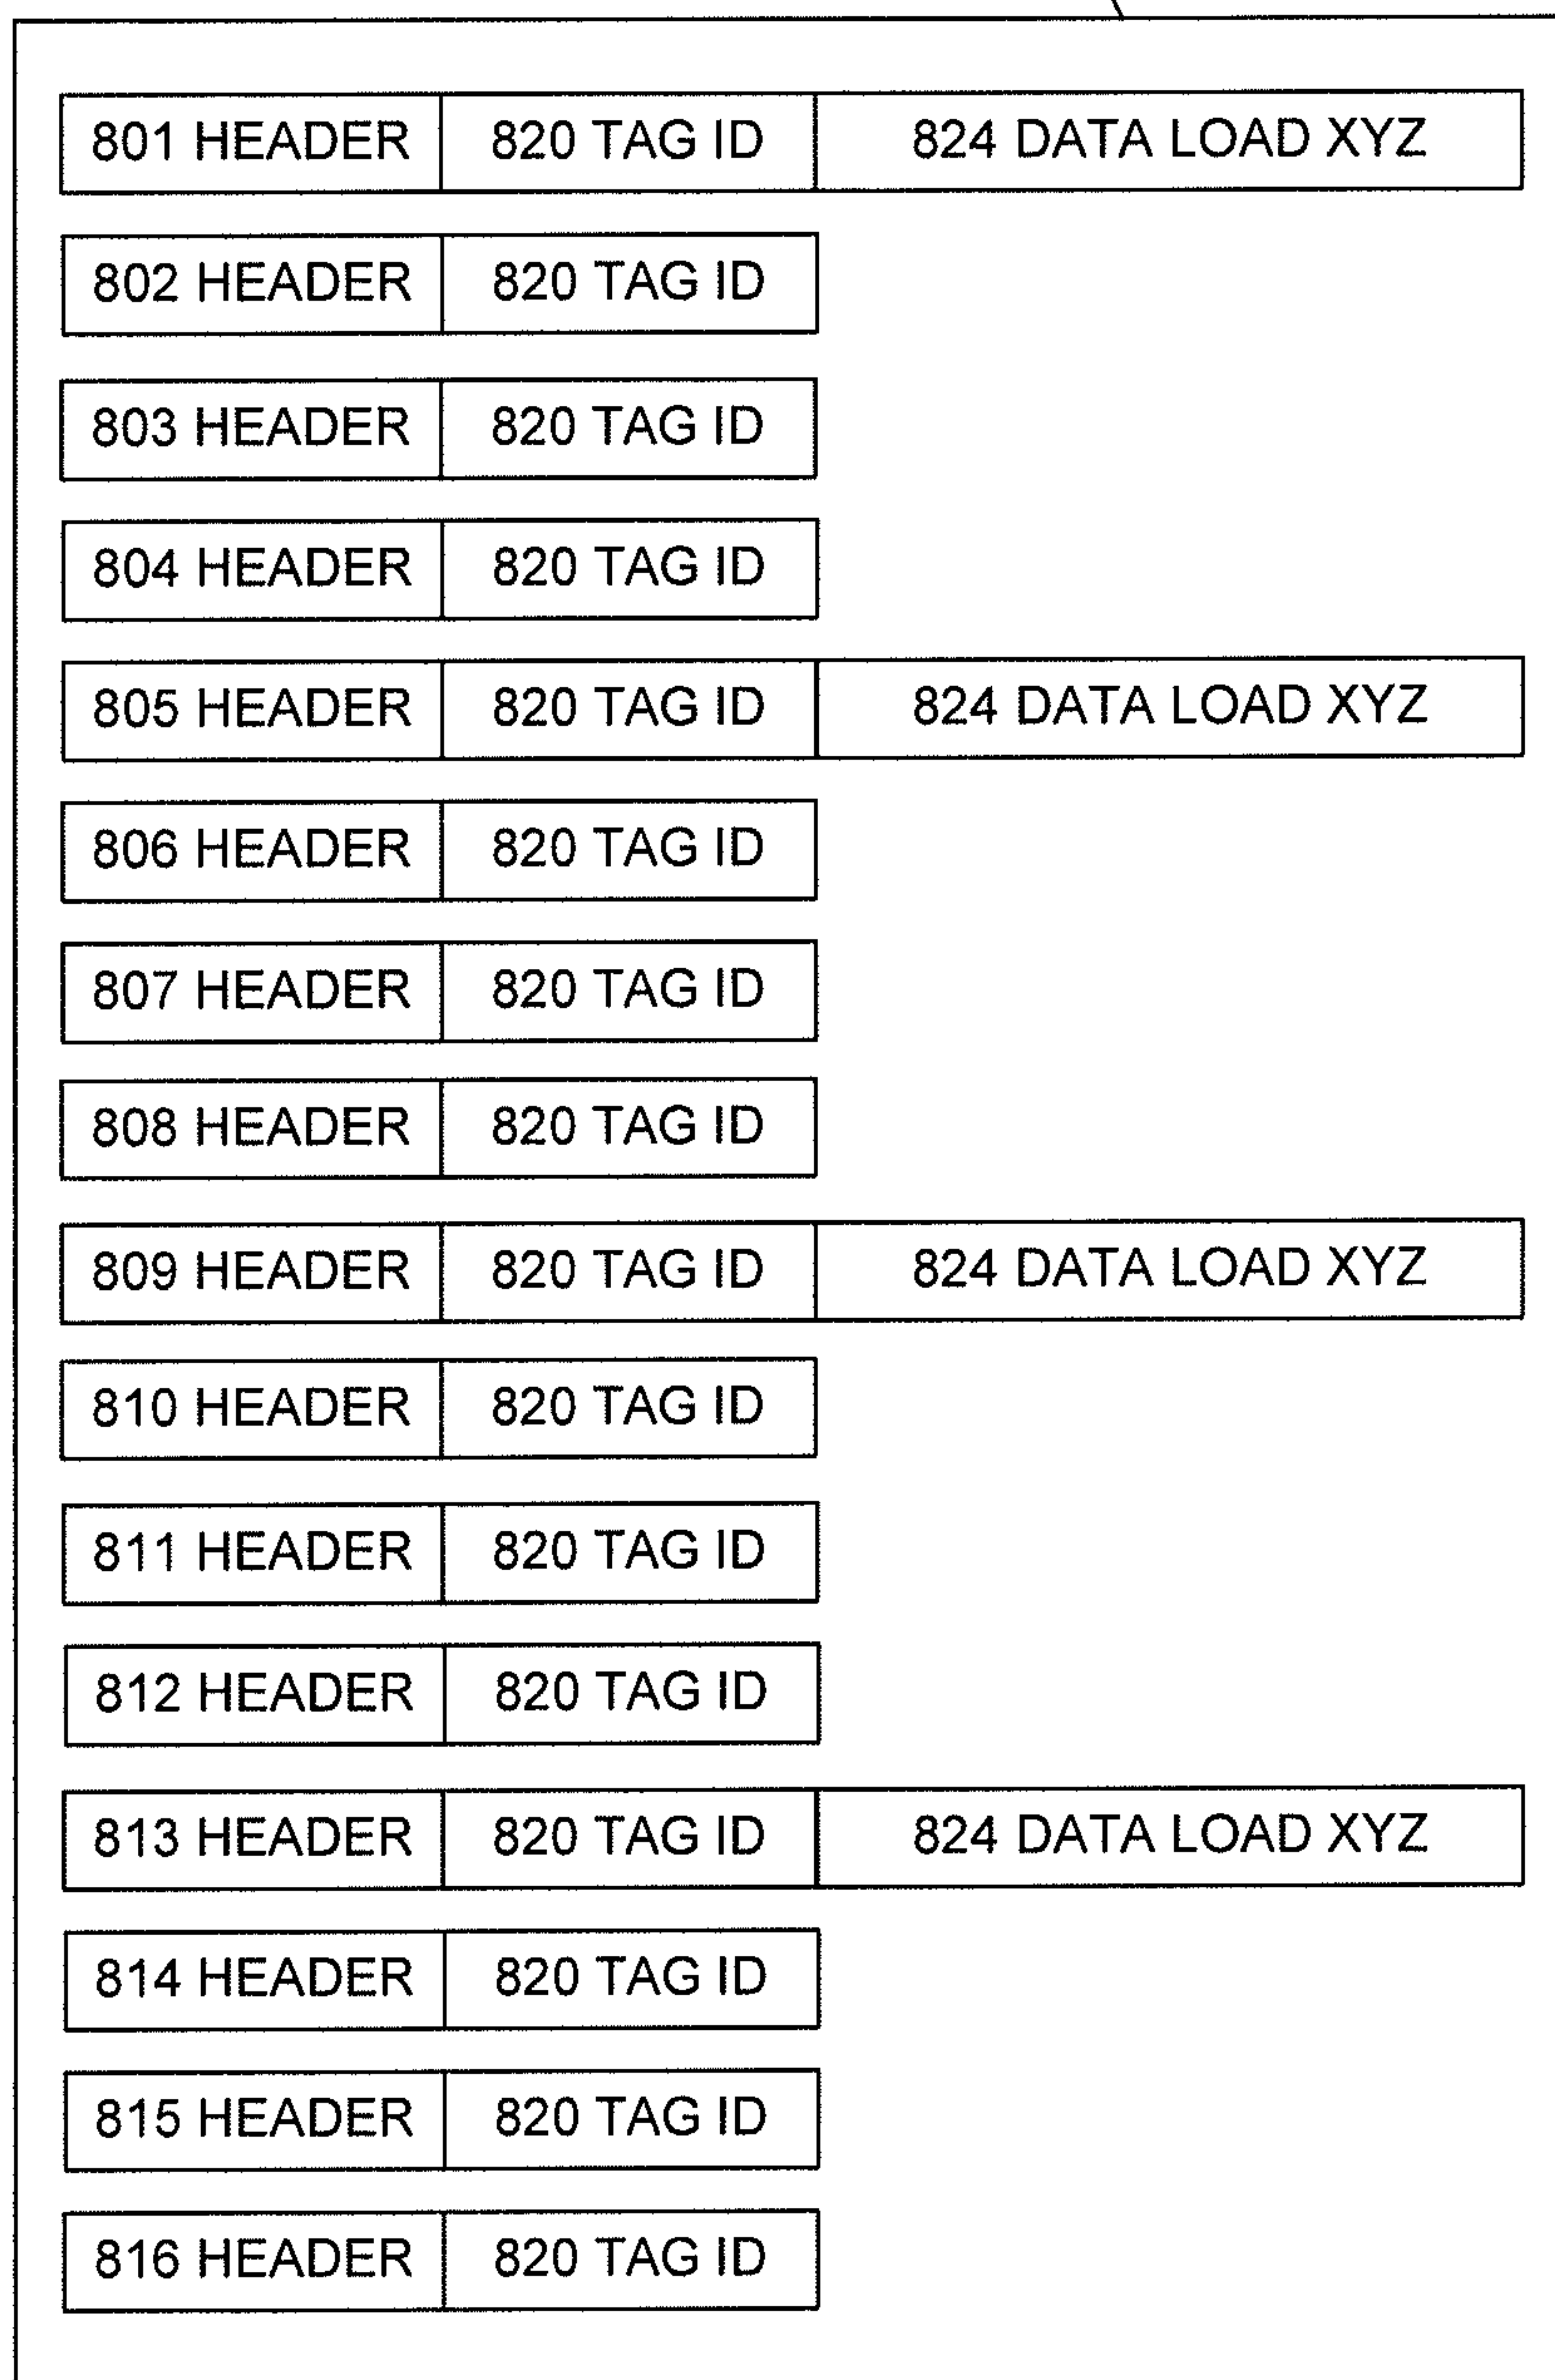 801 HEADER 820 TAG ID 824 DATA LOAD XYZ
802 HEADER 820 TAG ID
803 HEADER 820 TAG ID
804 HEADER 820 TAG ID
805 HEADER 820 TAG ID 824 DATA LOAD XYZ
806 HEADER 820 TAG ID
807 HEADER 820 TAG ID
808 HEADER 820 TAG ID
809 HEADER 820 TAG ID 824 DATA LOAD XYZ
810 HEADER 820 TAG ID
811 HEADER 820 TAG ID
812 HEADER 820 TAG ID
813 HEADER 820 TAG ID 824 DATA LOAD XYZ
814 HEADER 820 TAG ID
815 HEADER 820 TAG ID
816 HEADER 820 TAG ID